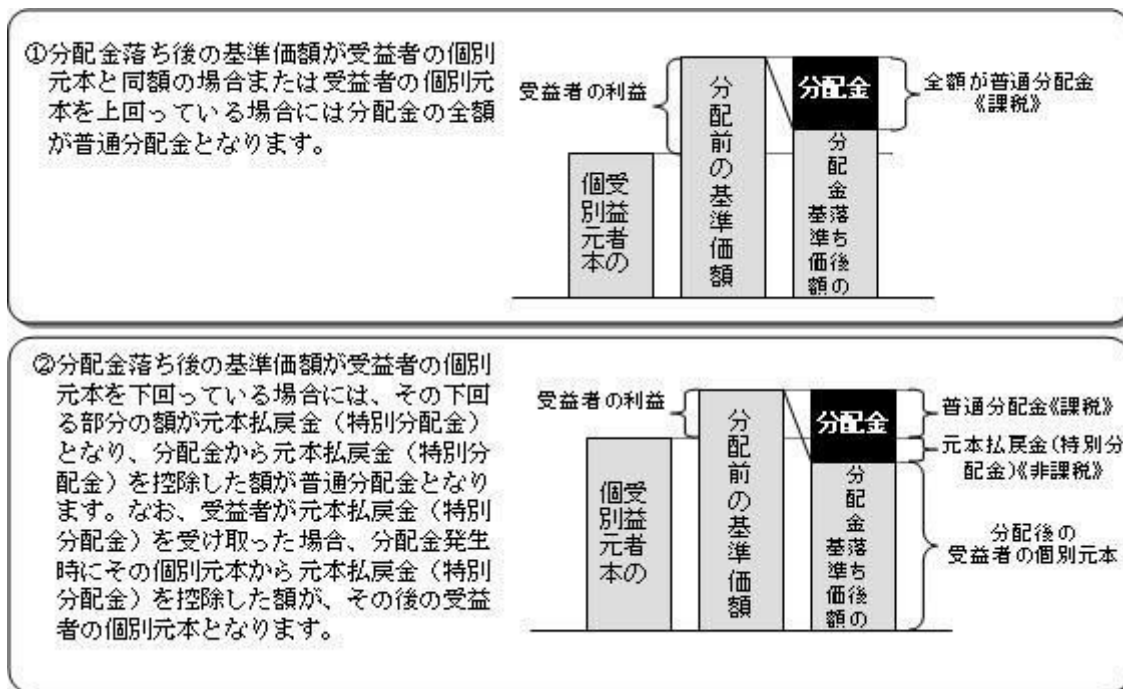 ①分配金落ち後の基準価額が受益者の個別
元本と同額の場合または受益者の個別元
本を上回っている場合には分配金の全額
が普通分配金となります。
受益者の利益
受益者の
個別元本
分配前の基準価額
分配金
分配金落ち後の
基準価額
全額が普通分配金
《課税》
②分配金落ち後の基準価額が受益者の個別
元本を下回っている場合には、その下回
る部分の額が元本払戻金（特別分配金）
となり、分配金から元本払戻金（特別分
配金）を控除した額が普通分配金となり
ます。なお、受益者が元本払戻金（特別
分配金）を受け取った場合、分配金発生
時にその個別元本から元本払戻金（特別
分配金）を控除した額が、その後の受益
者の個別元本となります。
受益者の利益
受益者の
個別元本
分配前の基準価額
分配金
分配金落ち後の
基準価額
普通分配金《課税》
元本払戻金(特別分
配金)《非課税》
分配後の
受益者の個別元本